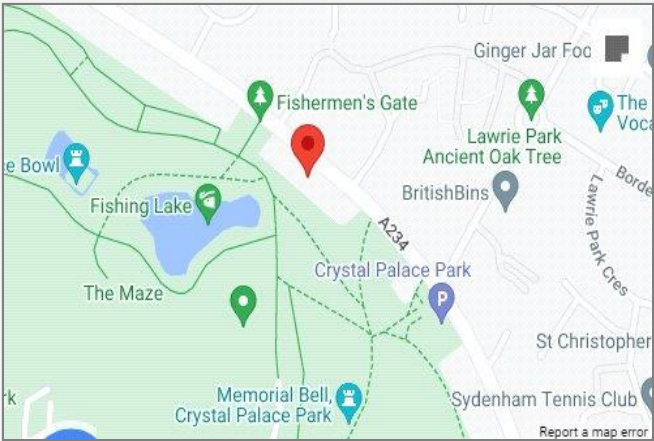 Ginger Jar Foo
Fishermen's Gate
The
Voca
Lawrie Park
Ancient Oak Tree
e Bowl
BritishBins
Borde
Fishing Lake
Lawrie Park Cres
A234
Crystal Palace Park
P
The Maze
St Christopher
rk
Memorial Bell,
Crystal Palace Park
Sydenham Tennis Club
Report a map error